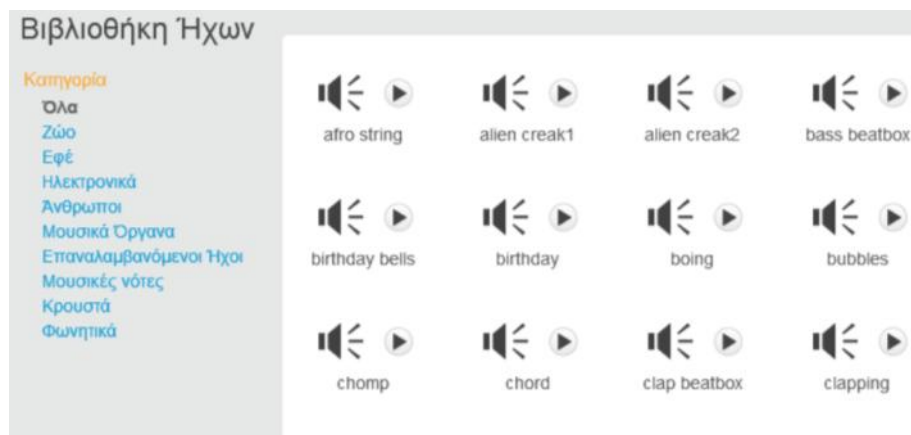 Βιβλιοθήκη Ήχων
Κατηγορία
Όλα
Ζώο
Εφέ
Ηλεκτρονικά
Άνθρωποι
Μουσικά Όργανα
Επαναλαμβανόμενοι Ήχοι
Μουσικές νότες
Κρουστά
Φωνητικά
afro string alien creak1 alien creak2 bass beatbox
birthday bells birthday boing bubbles
chomp chord clap beatbox clapping